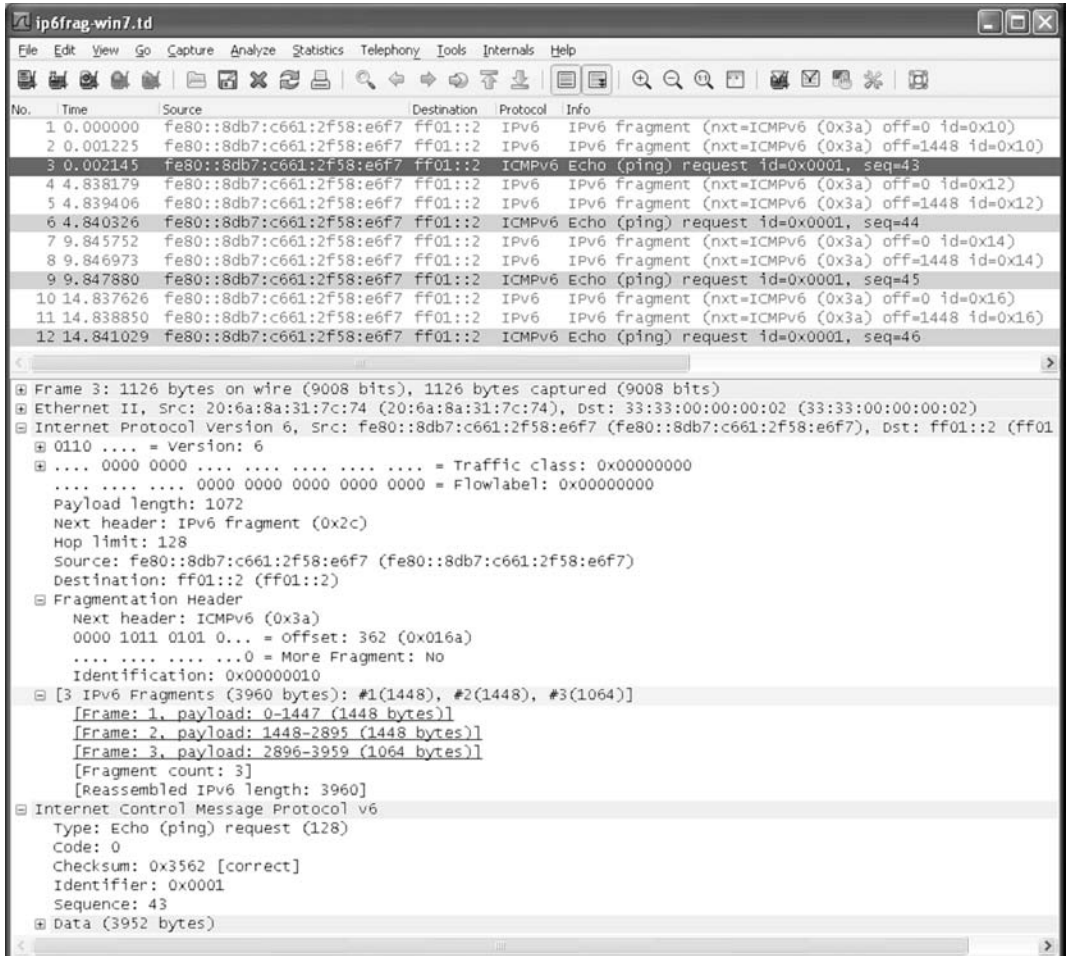 ip6frag-win7.td
File Edit View Go Capture Analyze Statistics Telephony Tools Internals Help
No. Time Source Destination Protocol Info
1 0.000000 fe80::8db7:c661:2f58:e6f7 ff01::2 IPv6 IPv6 fragment (nxt=ICMPv6 (0x3a) off=0 id=0x10)
2 0.001225 fe80::8db7:c661:2f58:e6f7 ff01::2 IPv6 IPv6 fragment (nxt=ICMPv6 (0x3a) off=1448 id=0x10)
3 0.002145 fe80::8db7:c661:2f58:e6f7 ff01::2 ICMPv6 Echo (ping) request id=0x0001, seq=43
4 4.838179 fe80::8db7:c661:2f58:e6f7 ff01::2 IPv6 IPv6 fragment (nxt=ICMPv6 (0x3a) off=0 id=0x12)
5 4.839406 fe80::8db7:c661:2f58:e6f7 ff01::2 IPv6 IPv6 fragment (nxt=ICMPv6 (0x3a) off=1448 id=0x12)
6 4.840326 fe80::8db7:c661:2f58:e6f7 ff01::2 ICMPv6 Echo (ping) request id=0x0001, seq=44
7 9.845752 fe80::8db7:c661:2f58:e6f7 ff01::2 IPv6 IPv6 fragment (nxt=ICMPv6 (0x3a) off=0 id=0x14)
8 9.846973 fe80::8db7:c661:2f58:e6f7 ff01::2 IPv6 IPv6 fragment (nxt=ICMPv6 (0x3a) off=1448 id=0x14)
9 9.847880 fe80::8db7:c661:2f58:e6f7 ff01::2 ICMPv6 Echo (ping) request id=0x0001, seq=45
10 14.837626 fe80::8db7:c661:2f58:e6f7 ff01::2 IPv6 IPv6 fragment (nxt=ICMPv6 (0x3a) off=0 id=0x16)
11 14.838850 fe80::8db7:c661:2f58:e6f7 ff01::2 IPv6 IPv6 fragment (nxt=ICMPv6 (0x3a) off=1448 id=0x16)
12 14.841029 fe80::8db7:c661:2f58:e6f7 ff01::2 ICMPv6 Echo (ping) request id=0x0001, seq=46
Frame 3: 1126 bytes on wire (9008 bits), 1126 bytes captured (9008 bits)
Ethernet II, Src: 20:6a:8a:31:7c:74 (20:6a:8a:31:7c:74), Dst: 33:33:00:00:00:02 (33:33:00:00:00:02)
Internet Protocol Version 6, Src: fe80::8db7:c661:2f58:e6f7 (fe80::8db7:c661:2f58:e6f7), Dst: ff01::2 (ff01
0110 .... = Version: 6
.... 0000 0000 .... .... .... .... .... = Traffic class: 0x00000000
.... .... .... 0000 0000 0000 0000 0000 = Flowlabel: 0x00000000
Payload length: 1072
Next header: IPv6 fragment (0x2c)
Hop limit: 128
Source: fe80::8db7:c661:2f58:e6f7 (fe80::8db7:c661:2f58:e6f7)
Destination: ff01::2 (ff01::2)
Fragmentation Header
Next header: ICMPv6 (0x3a)
0000 1011 0101 0... = Offset: 362 (0x016a)
.... .... .... ...0 = More Fragment: No
Identification: 0x00000010
[3 IPv6 Fragments (3960 bytes): #1(1448), #2(1448), #3(1064)]
[Frame: 1, payload: 0-1447 (1448 bytes)]
[Frame: 2, payload: 1448-2895 (1448 bytes)]
[Frame: 3, payload: 2896-3959 (1064 bytes)]
[Fragment count: 3]
[Reassembled IPv6 length: 3960]
Internet Control Message Protocol v6
Type: Echo (ping) request (128)
Code: 0
Checksum: 0x3562 [correct]
Identifier: 0x0001
Sequence: 43
Data (3952 bytes)